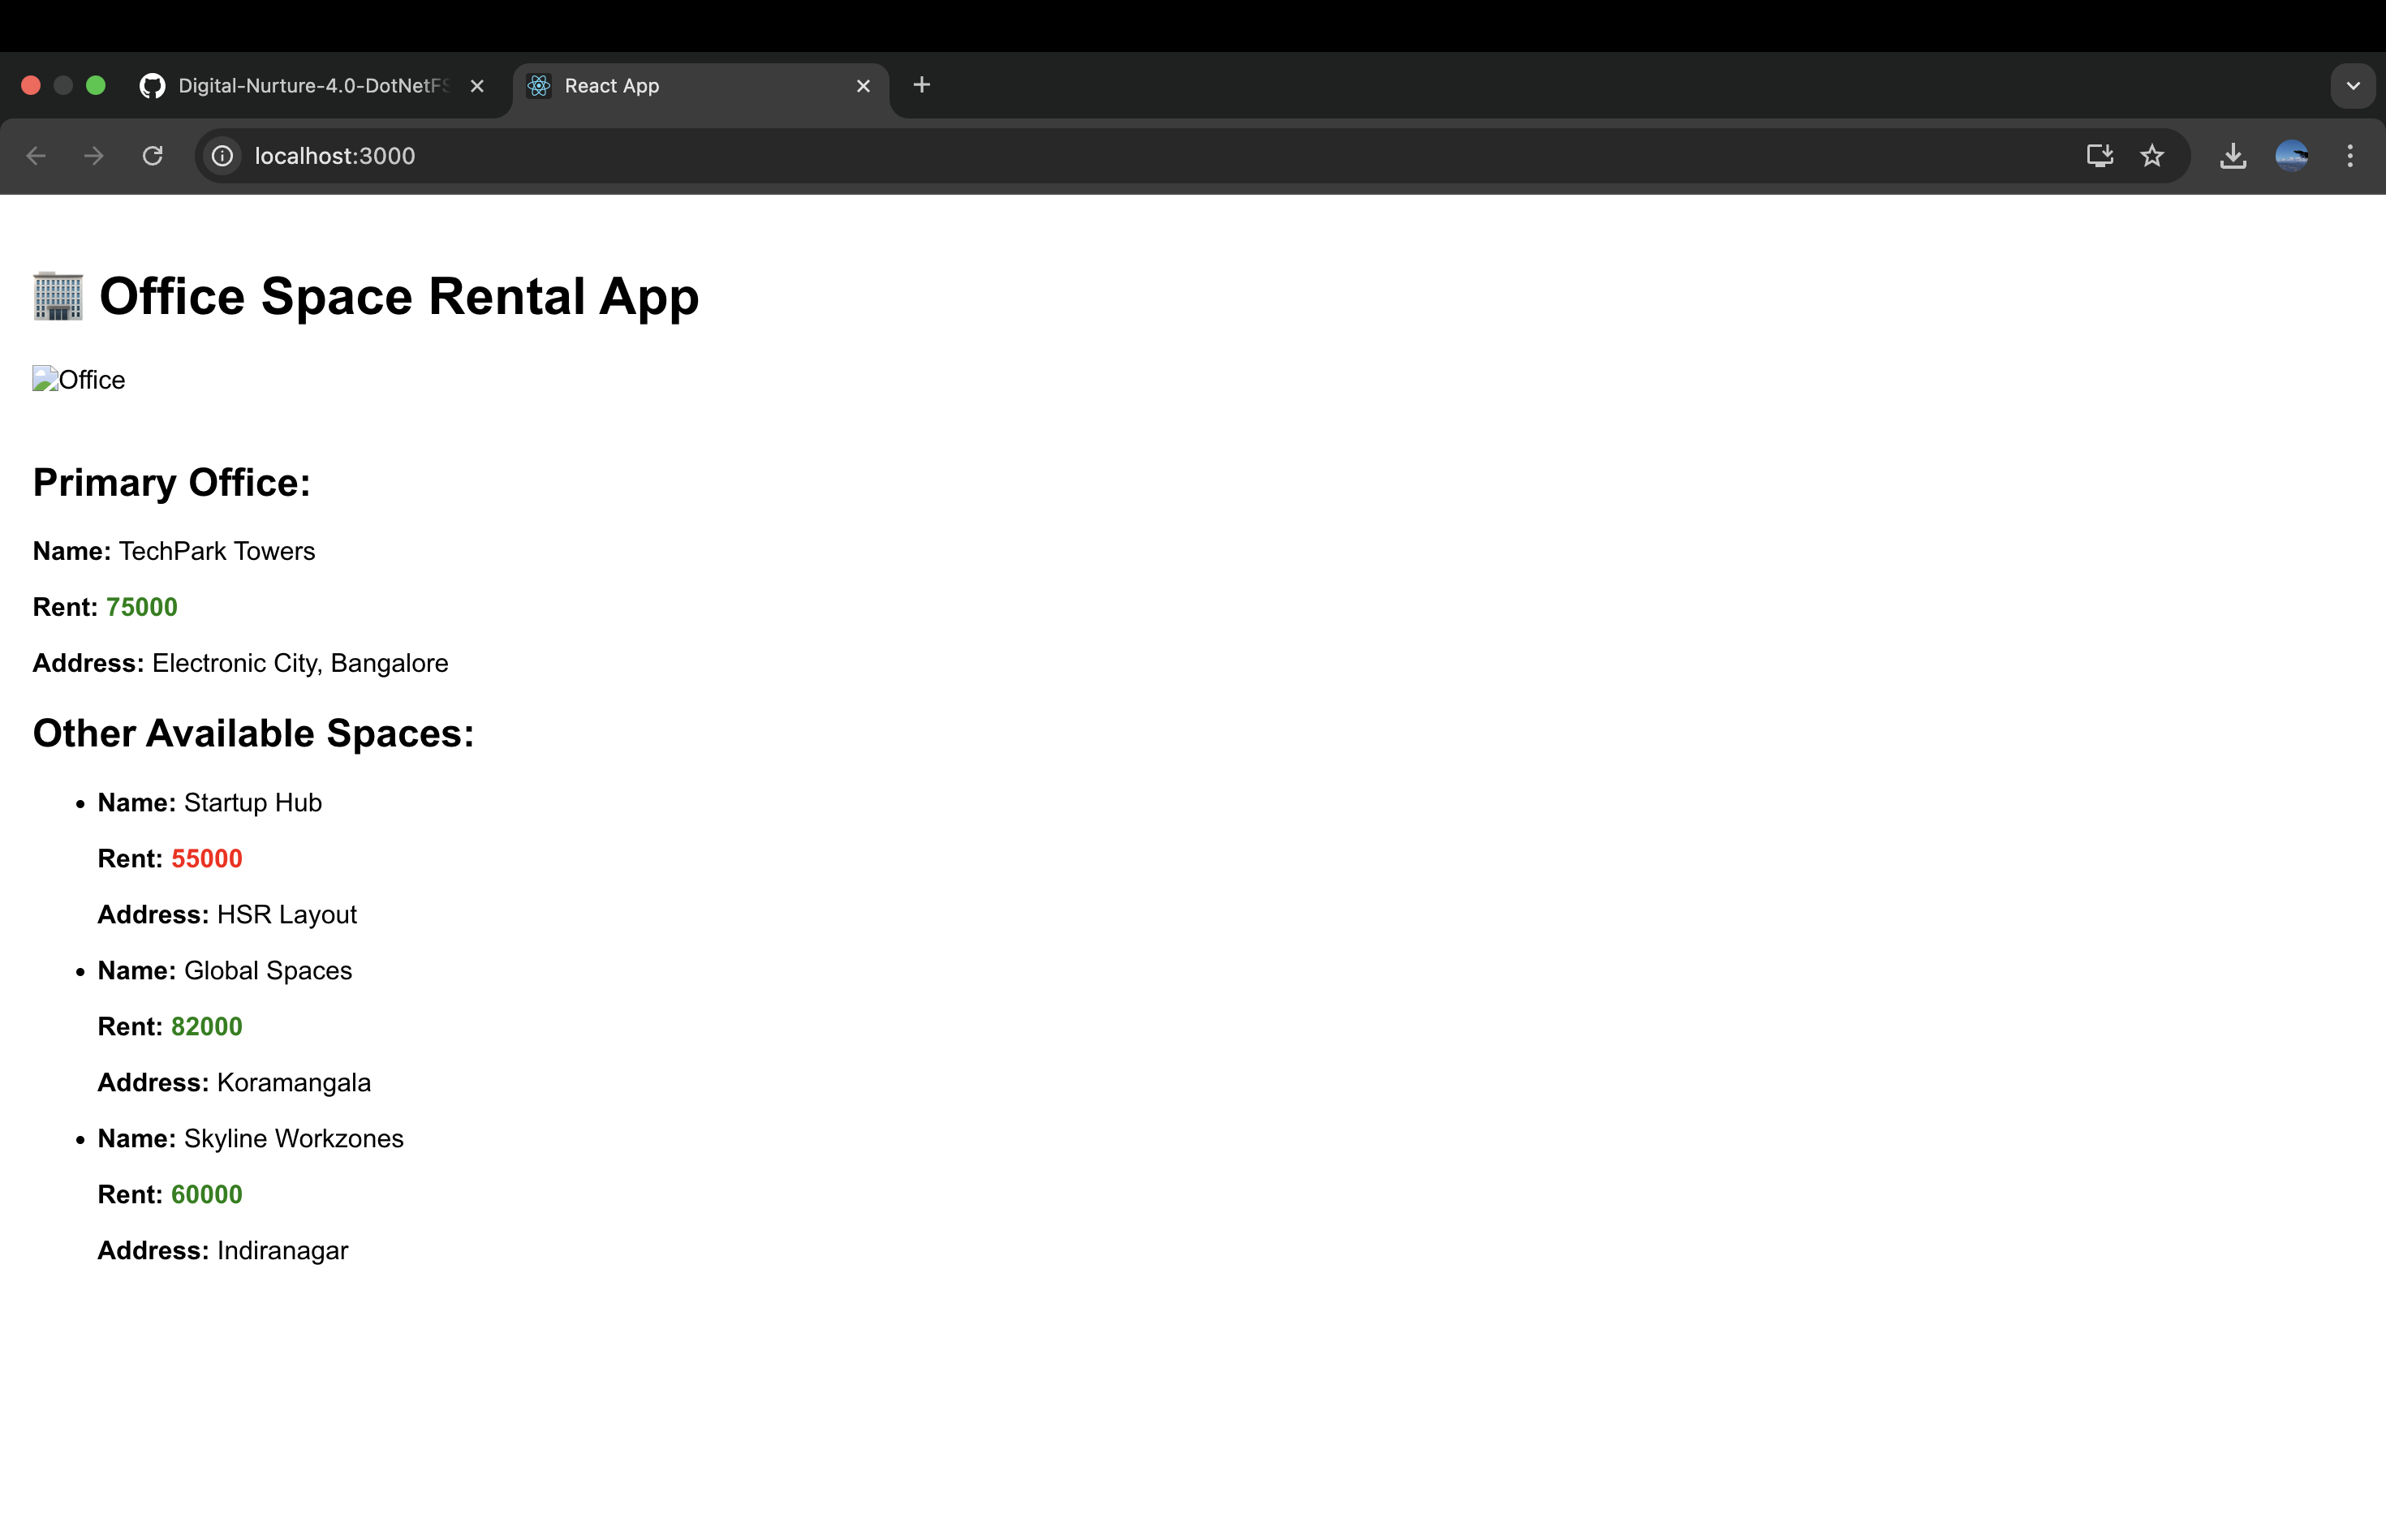 Digital-Nurture-4.0-DotNetFS
React App
localhost:3000
Office Space Rental App
Office
Primary Office:
Name: TechPark Towers
Rent: 75000
Address: Electronic City, Bangalore
Other Available Spaces:
Name: Startup Hub
Rent: 55000
Address: HSR Layout
Name: Global Spaces
Rent: 82000
Address: Koramangala
Name: Skyline Workzones
Rent: 60000
Address: Indiranagar